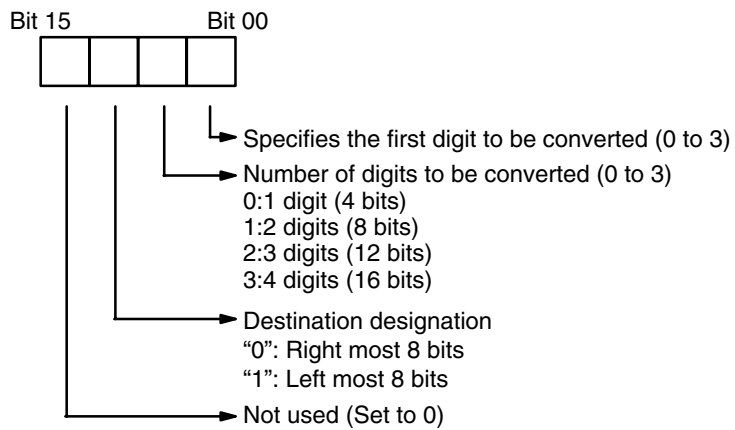 Bit 15 Bit 00
Specifies the first digit to be converted (0 to 3)
Number of digits to be converted (0 to 3)
0:1 digit (4 bits)
1:2 digits (8 bits)
2:3 digits (12 bits)
3:4 digits (16 bits)
Destination designation
“0”: Right most 8 bits
“1”: Left most 8 bits
Not used (Set to 0)